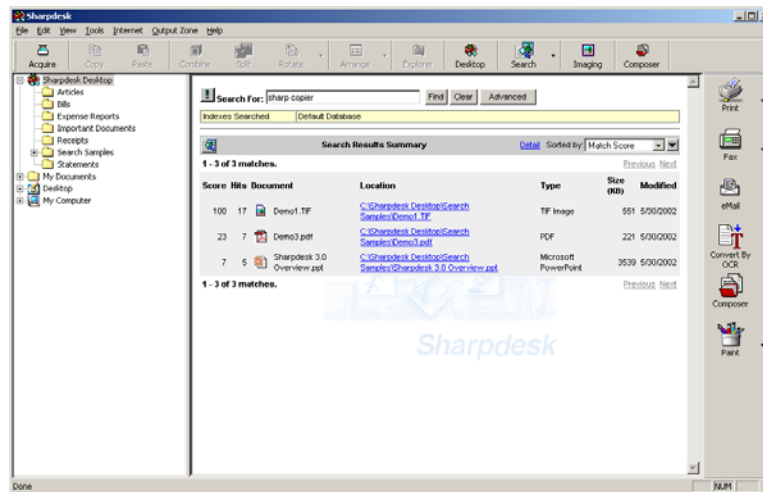 Sharpdesk
File Edit View Tools Internet Output Zone Help
Acquire Copy Paste Combine Split Rotate Arrange Explorer Desktop Search Imaging Composer
Sharpdesk Desktop
Articles
Bills
Expense Reports
Important Documents
Receipts
Search Samples
Statements
My Documents
Desktop
My Computer
Search For: sharp copier Find Clear Advanced
Indexes Searched Default Database
Search Results Summary Detail Sorted by: Match Score
1 - 3 of 3 matches. Previous Next
Score Hits Document Location Type Size (KB) Modified
100 17 Demo1.TIF C:\Sharpdesk Desktop\Search Samples\Demo1.TIF TIF Image 551 5/30/2002
23 7 Demo3.pdf C:\Sharpdesk Desktop\Search Samples\Demo3.pdf PDF 221 5/30/2002
7 5 Sharpdesk 3.0 Overview.ppt C:\Sharpdesk Desktop\Search Samples\Sharpdesk 3.0 Overview.ppt Microsoft PowerPoint 3539 5/30/2002
1 - 3 of 3 matches. Previous Next
Sharpdesk
Print
Fax
eMail
Convert By OCR
Composer
Paint
Done NUM